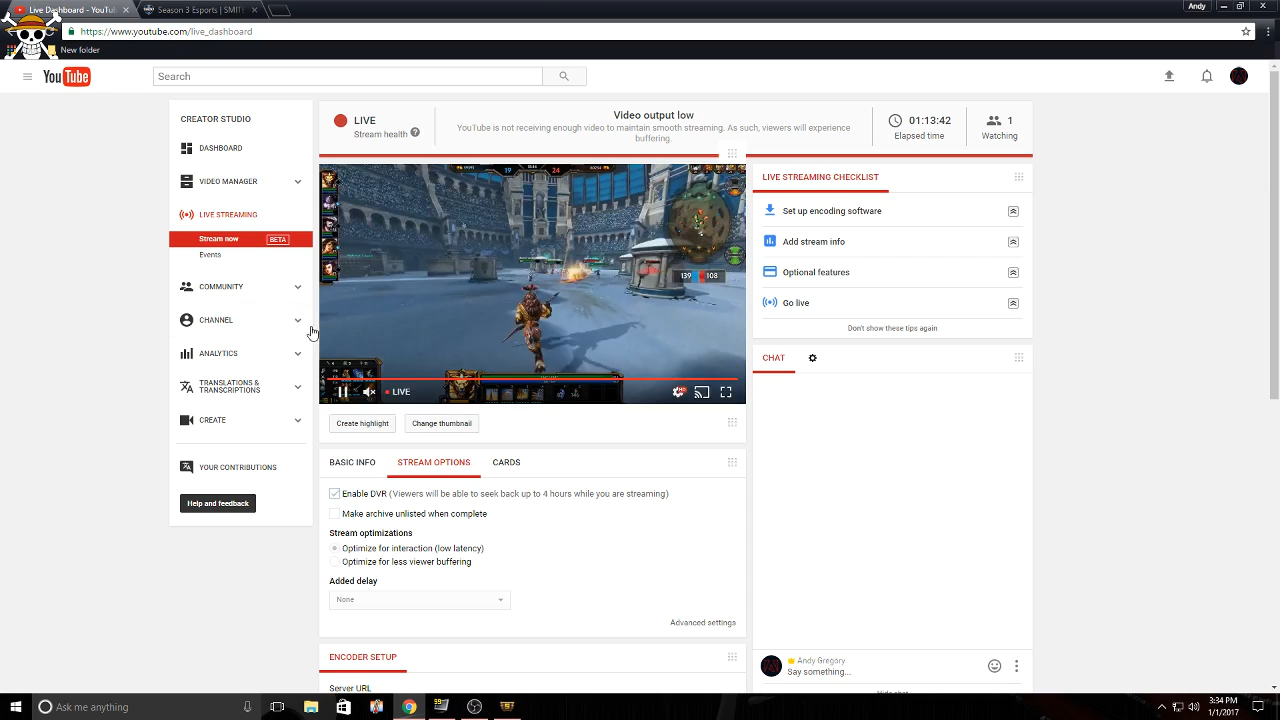 Live Dashboard - YouTu
Season 3 Esports | SMITE
Andy
https://www.youtube.com/live_dashboard
New folder
YouTube
Search
CREATOR STUDIO
DASHBOARD
VIDEO MANAGER
LIVE STREAMING
Stream now BETA
Events
COMMUNITY
CHANNEL
ANALYTICS
TRANSLATIONS &
TRANSCRIPTIONS
CREATE
YOUR CONTRIBUTIONS
Help and feedback
LIVE
Stream health
Video output low
YouTube is not receiving enough video to maintain smooth streaming. As such, viewers will experience
buffering.
01:13:42
Elapsed time
1
Watching
19 24
139 108
LIVE
HD
Create highlight
Change thumbnail
BASIC INFO STREAM OPTIONS CARDS
Enable DVR (Viewers will be able to seek back up to 4 hours while you are streaming)
Make archive unlisted when complete
Stream optimizations
Optimize for interaction (low latency)
Optimize for less viewer buffering
Added delay
None
Advanced settings
ENCODER SETUP
Server URL
LIVE STREAMING CHECKLIST
Set up encoding software
Add stream info
Optional features
Go live
Don't show these tips again
CHAT
Andy Gregory
Say something...
Hide chat
Ask me anything
3:34 PM
1/1/2017